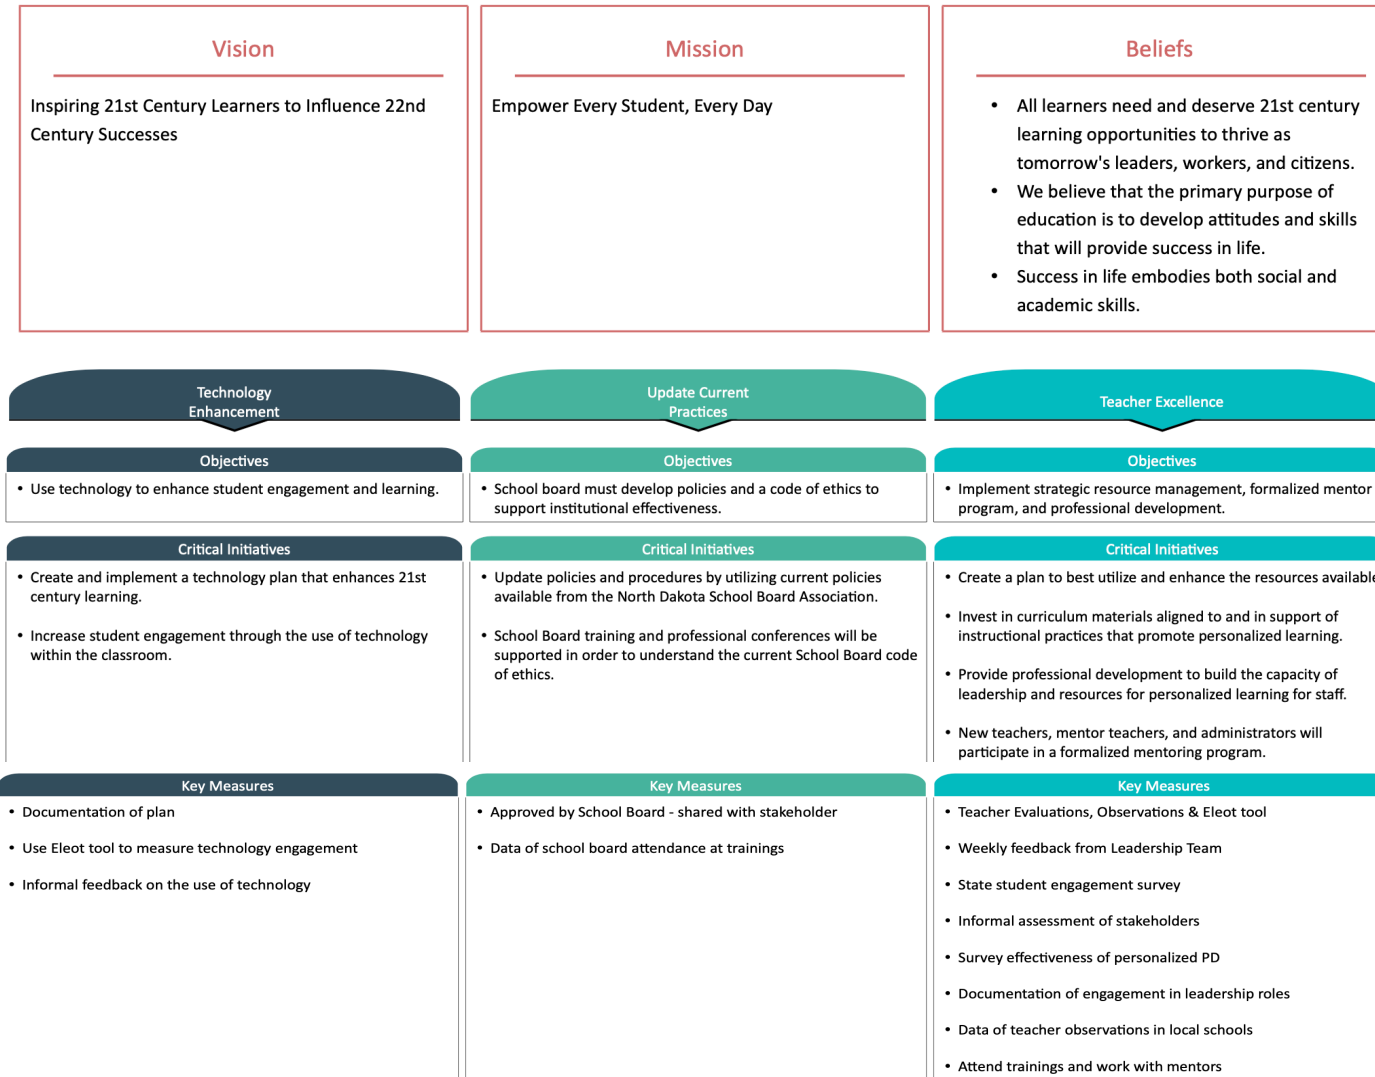 Vision
Inspiring 21st Century Learners to Influence 22nd
Century Successes
Mission
Empower Every Student, Every Day
Beliefs
• All learners need and deserve 21st century
learning opportunities to thrive as
tomorrow's leaders, workers, and citizens.
• We believe that the primary purpose of
education is to develop attitudes and skills
that will provide success in life.
• Success in life embodies both social and
academic skills.
Technology
Enhancement
Objectives
• Use technology to enhance student engagement and learning.
Critical Initiatives
• Create and implement a technology plan that enhances 21st
century learning.
• Increase student engagement through the use of technology
within the classroom.
Key Measures
• Documentation of plan
• Use Eleot tool to measure technology engagement
• Informal feedback on the use of technology
Update Current
Practices
Objectives
• School board must develop policies and a code of ethics to
support institutional effectiveness.
Critical Initiatives
• Update policies and procedures by utilizing current policies
available from the North Dakota School Board Association.
• School Board training and professional conferences will be
supported in order to understand the current School Board code
of ethics.
Key Measures
• Approved by School Board - shared with stakeholder
• Data of school board attendance at trainings
Teacher Excellence
Objectives
• Implement strategic resource management, formalized mentor
program, and professional development.
Critical Initiatives
• Create a plan to best utilize and enhance the resources available
• Invest in curriculum materials aligned to and in support of
instructional practices that promote personalized learning.
• Provide professional development to build the capacity of
leadership and resources for personalized learning for staff.
• New teachers, mentor teachers, and administrators will
participate in a formalized mentoring program.
Key Measures
• Teacher Evaluations, Observations & Eleot tool
• Weekly feedback from Leadership Team
• State student engagement survey
• Informal assessment of stakeholders
• Survey effectiveness of personalized PD
• Documentation of engagement in leadership roles
• Data of teacher observations in local schools
• Attend trainings and work with mentors